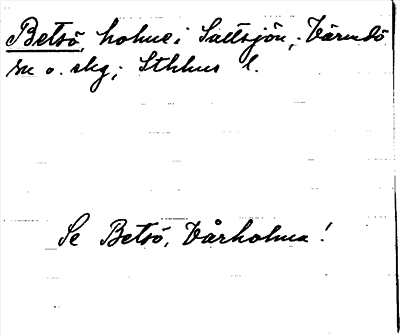 Betsö, holme i Saltsjön, Värmdö
sn o. skg; Sthlms l.
Se Betsö, Vårholma!